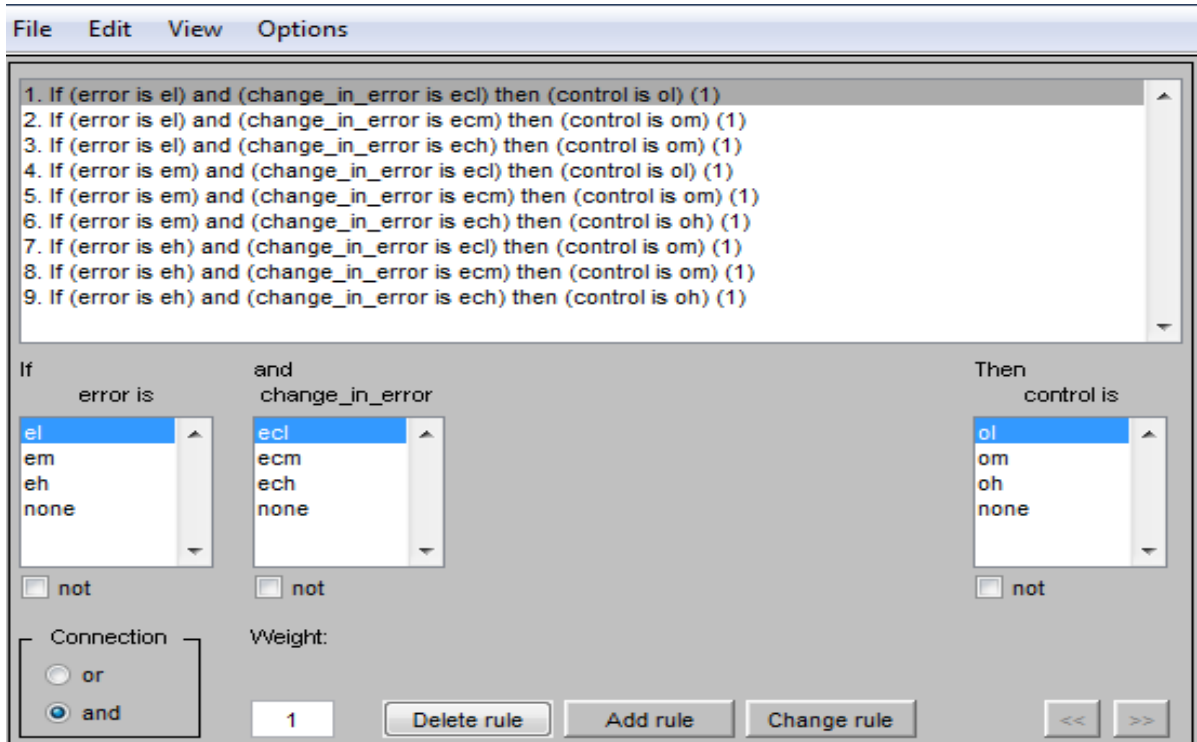 File Edit View Options
1. If (error is el) and (change_in_error is ecl) then (control is ol) (1)
2. If (error is el) and (change_in_error is ecm) then (control is om) (1)
3. If (error is el) and (change_in_error is ech) then (control is om) (1)
4. If (error is em) and (change_in_error is ecl) then (control is ol) (1)
5. If (error is em) and (change_in_error is ecm) then (control is om) (1)
6. If (error is em) and (change_in_error is ech) then (control is oh) (1)
7. If (error is eh) and (change_in_error is ecl) then (control is om) (1)
8. If (error is eh) and (change_in_error is ecm) then (control is om) (1)
9. If (error is eh) and (change_in_error is ech) then (control is oh) (1)
If and Then
error is change_in_error control is
el ecl ol
em ecm om
eh ech oh
none none none
not not not
Connection Weight:
or
and 1 Delete rule Add rule Change rule << >>